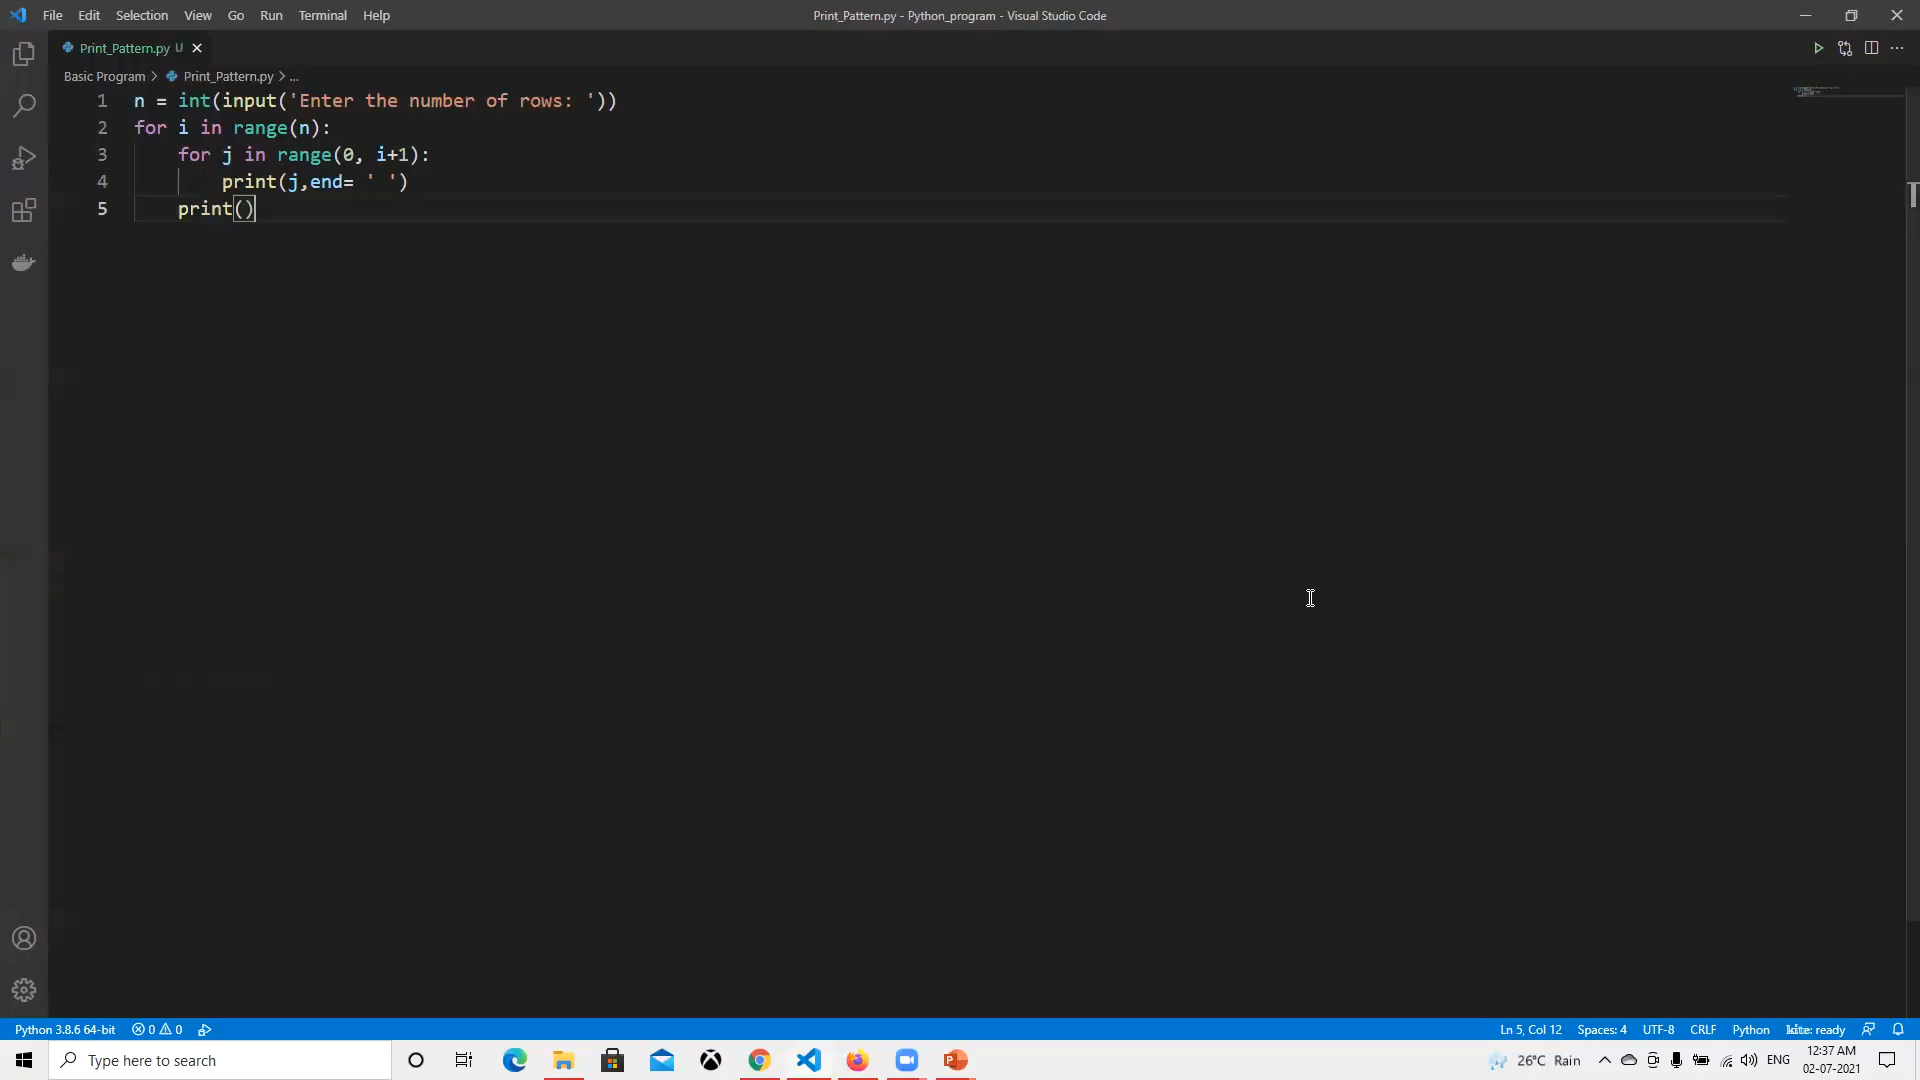 File Edit Selection View Go Run Terminal Help
Print_Pattern.py - Python_program - Visual Studio Code
Print_Pattern.py U
Basic Program > Print_Pattern.py > ...
1 n = int(input('Enter the number of rows: '))
2 for i in range(n):
3     for j in range(0, i+1):
4         print(j,end= ' ')
5     print()
Python 3.8.6 64-bit 0 0
Ln 5, Col 12 Spaces: 4 UTF-8 CRLF Python kite: ready
Type here to search
26°C Rain ENG
12:37 AM
02-07-2021